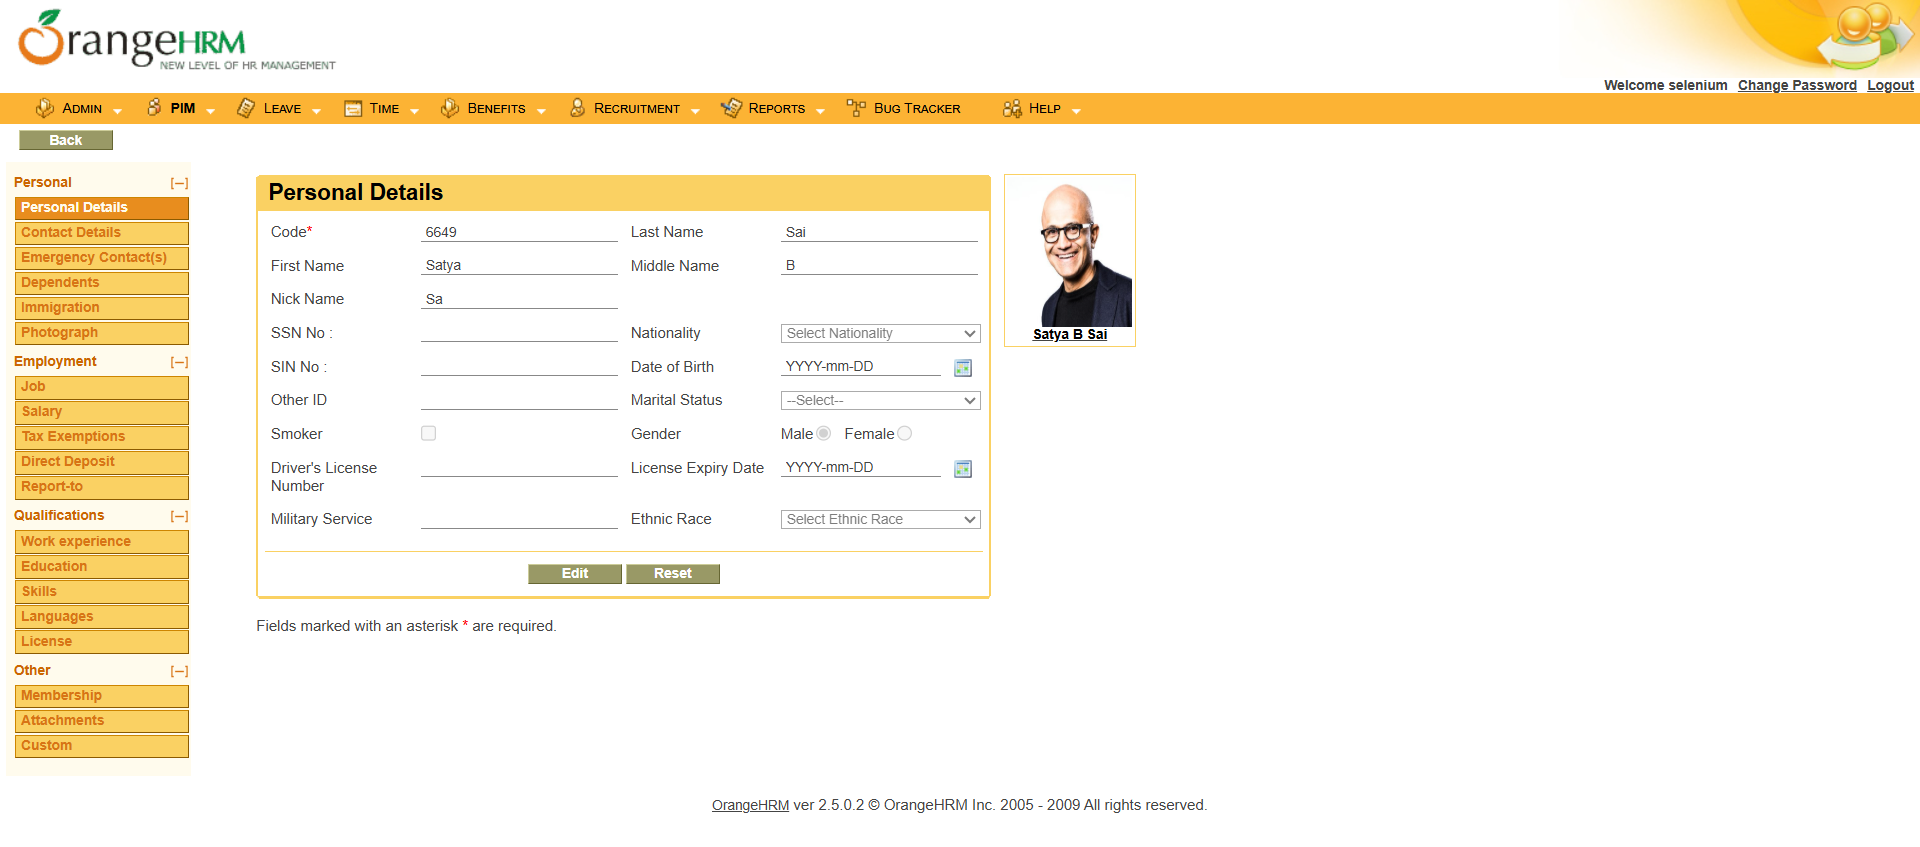 OrangeHRM
NEW LEVEL OF HR MANAGEMENT
Welcome selenium Change Password Logout
ADMIN PIM LEAVE TIME BENEFITS RECRUITMENT REPORTS BUG TRACKER HELP
Back
Personal [–]
Personal Details
Contact Details
Emergency Contact(s)
Dependents
Immigration
Photograph
Employment [–]
Job
Salary
Tax Exemptions
Direct Deposit
Report-to
Qualifications [–]
Work experience
Education
Skills
Languages
License
Other [–]
Membership
Attachments
Custom
Personal Details
Code* 6649 Last Name Sai
First Name Satya Middle Name B
Nick Name Sa
SSN No : Nationality Select Nationality
SIN No : Date of Birth YYYY-mm-DD
Other ID Marital Status --Select--
Smoker Gender Male Female
Driver's License Number License Expiry Date YYYY-mm-DD
Military Service Ethnic Race Select Ethnic Race
Edit Reset
Fields marked with an asterisk * are required.
Satya B Sai
OrangeHRM ver 2.5.0.2 © OrangeHRM Inc. 2005 - 2009 All rights reserved.